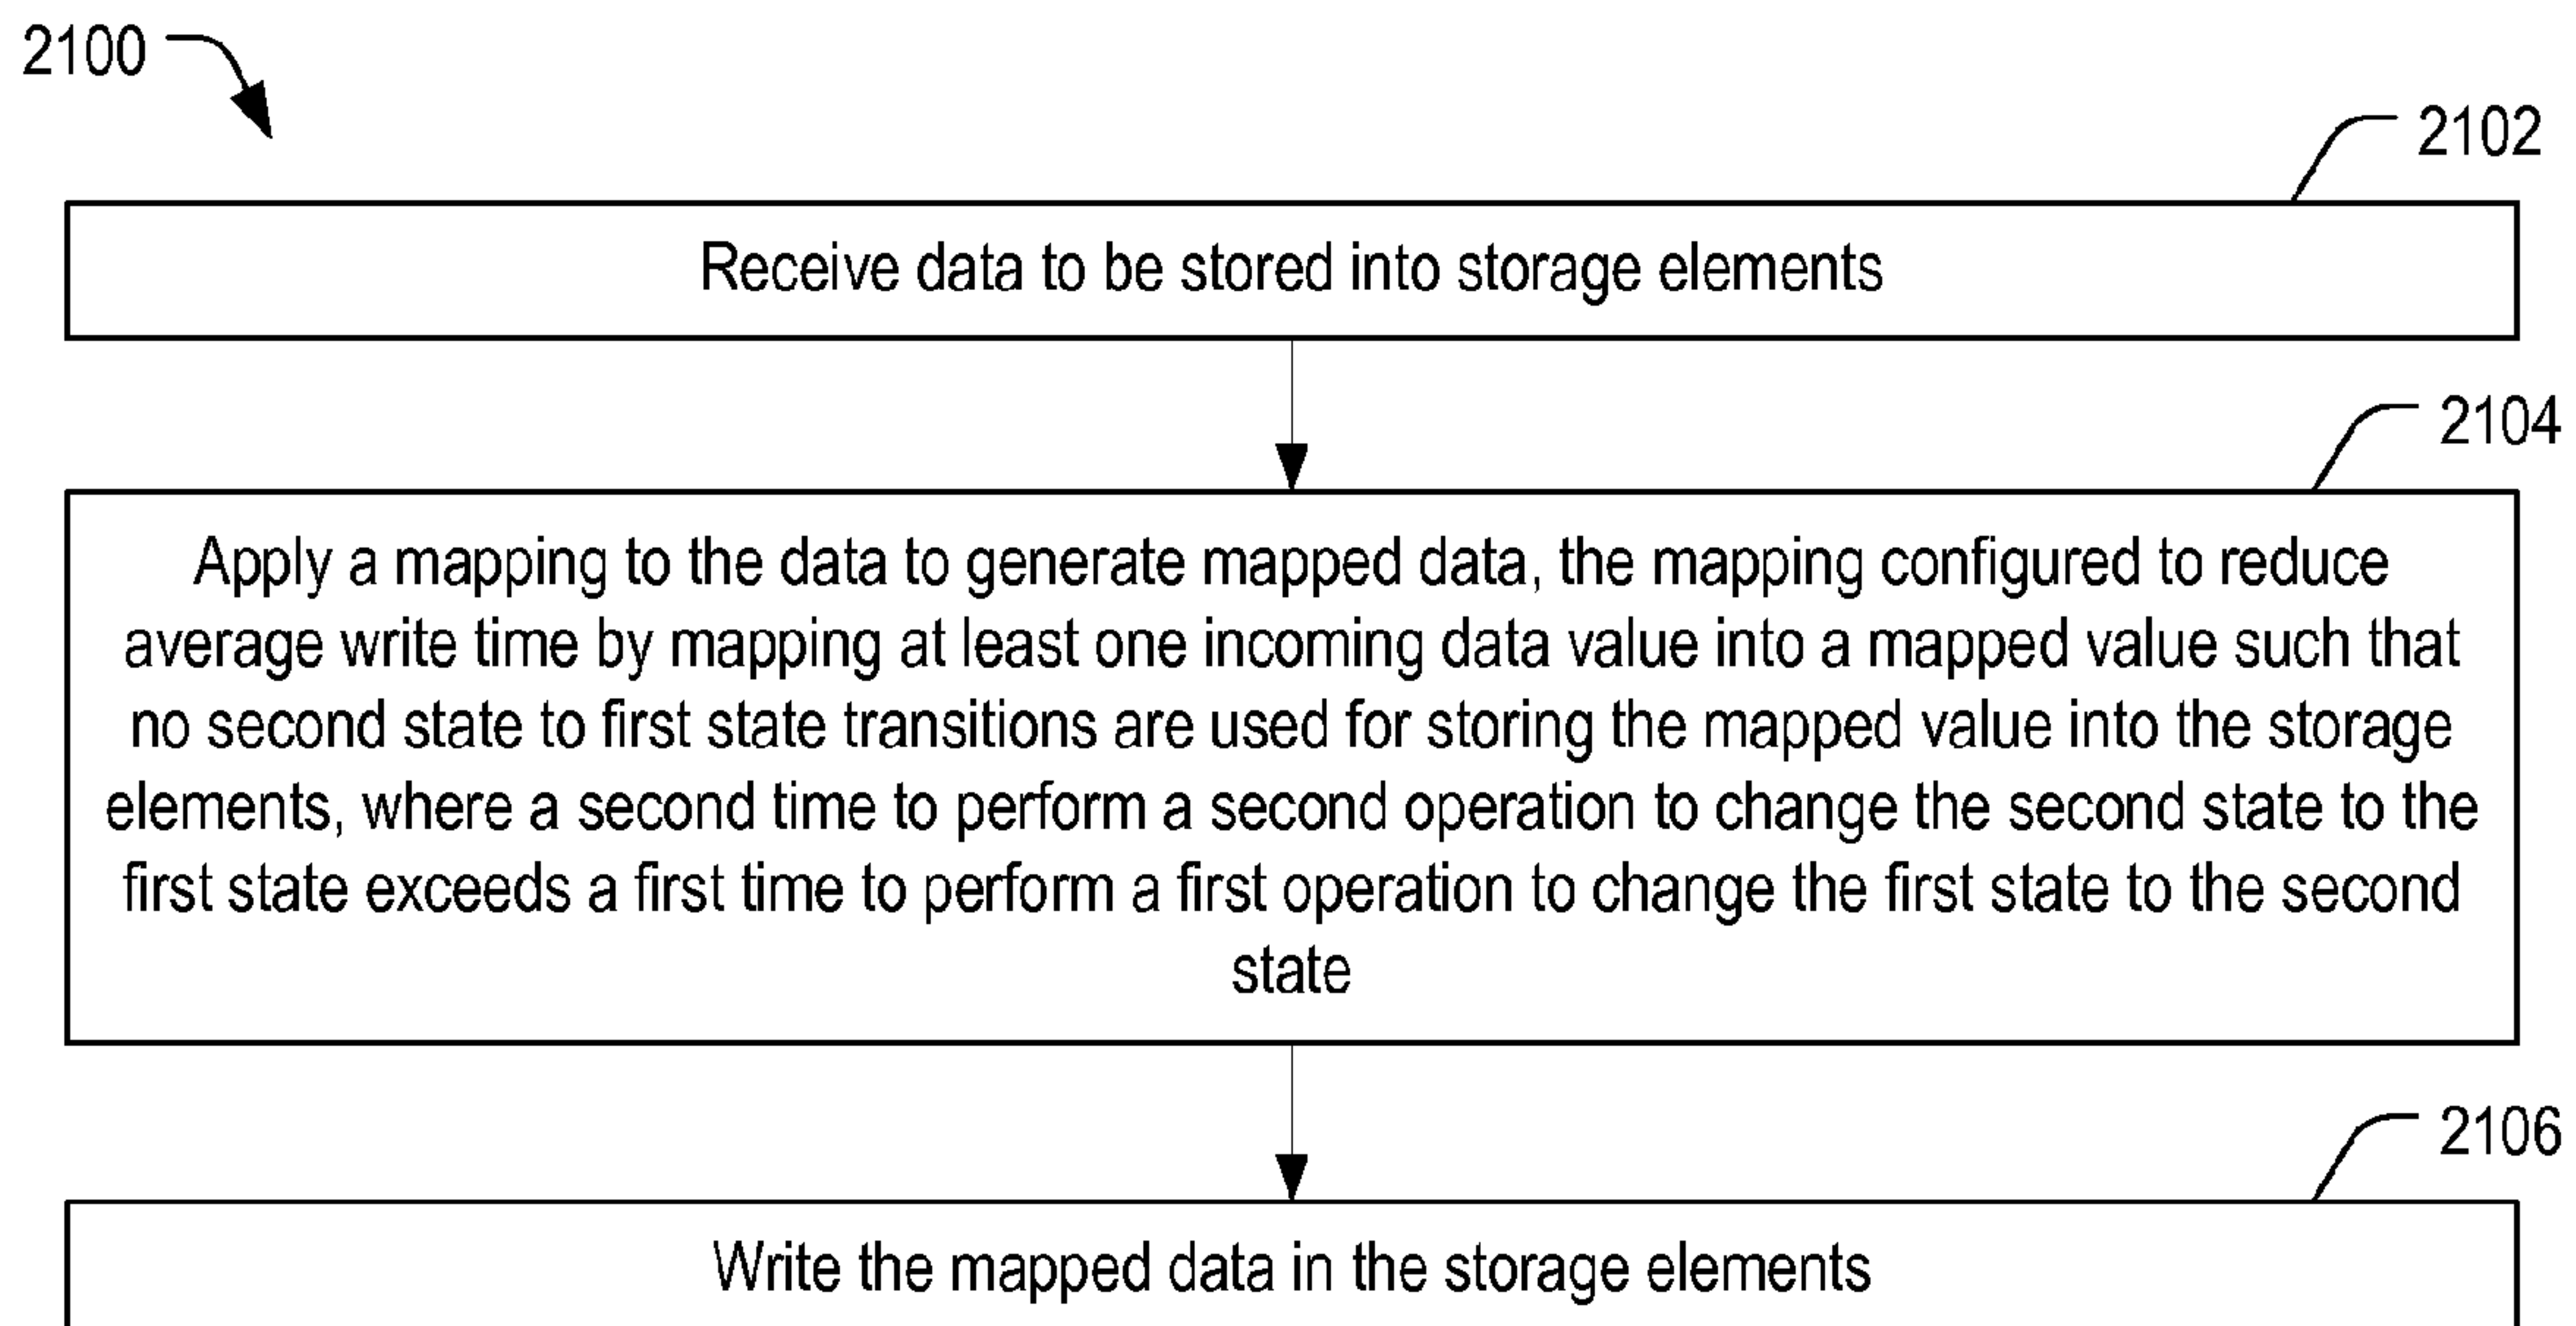 2100
2102
Receive data to be stored into storage elements
2104
Apply a mapping to the data to generate mapped data, the mapping configured to reduce
average write time by mapping at least one incoming data value into a mapped value such that
no second state to first state transitions are used for storing the mapped value into the storage
elements, where a second time to perform a second operation to change the second state to the
first state exceeds a first time to perform a first operation to change the first state to the second
state
2106
Write the mapped data in the storage elements